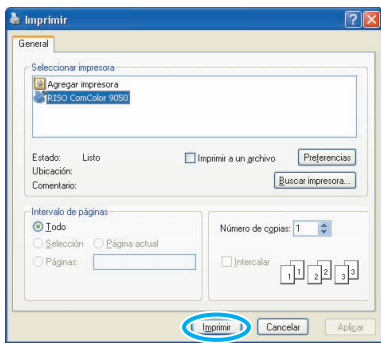 Imprimir
General
Seleccionar impresora
Agregar impresora
RISO ComColor 9050
Estado: Listo
Ubicación:
Comentario:
Imprimir a un archivo
Preferencias
Buscar impresora...
Intervalo de páginas
Todo
Selección Página actual
Páginas:
Número de copias: 1
Intercalar
1 1 2 2 3 3
Imprimir Cancelar Aplicar